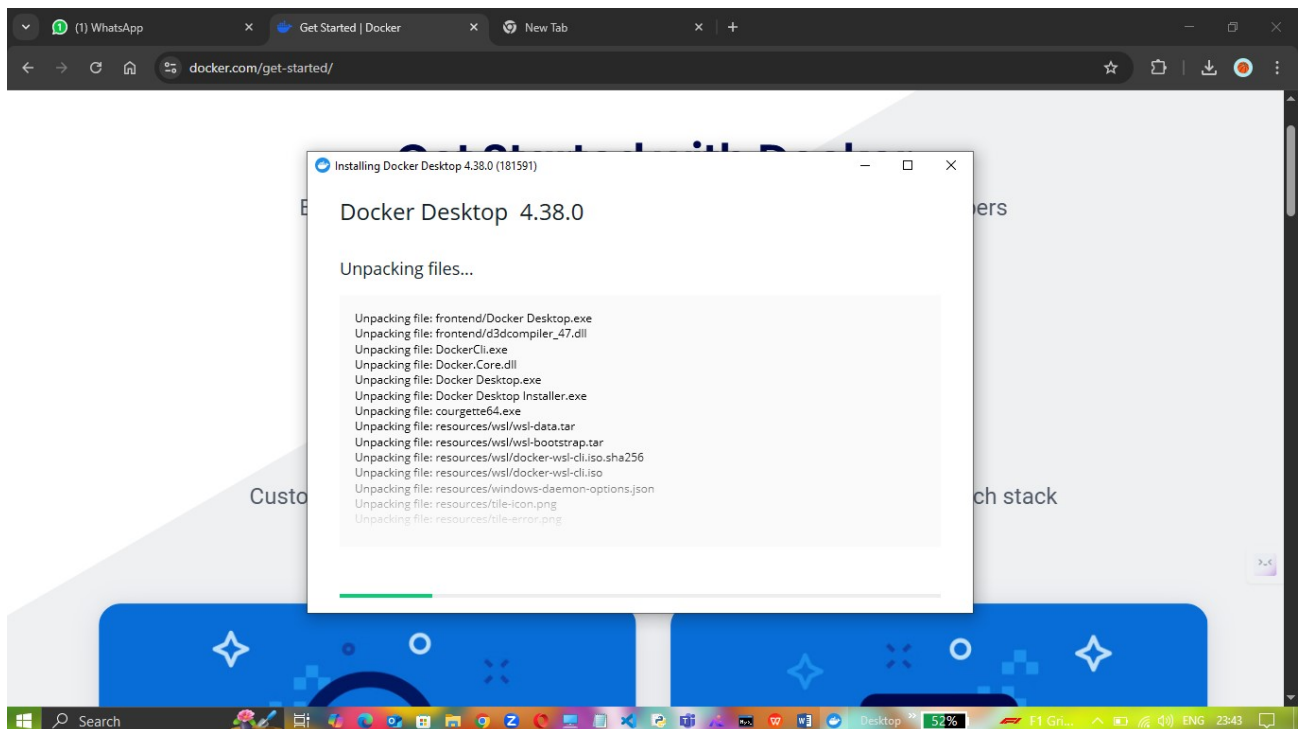 (1) WhatsApp
Get Started | Docker
New Tab
docker.com/get-started/
Installing Docker Desktop 4.38.0 (181591)
Docker Desktop 4.38.0
ers
Unpacking files...
Unpacking file: frontend/Docker Desktop.exe
Unpacking file: frontend/d3dcompiler_47.dll
Unpacking file: DockerCli.exe
Unpacking file: Docker.Core.dll
Unpacking file: Docker Desktop.exe
Unpacking file: Docker Desktop Installer.exe
Unpacking file: courgette64.exe
Unpacking file: resources/wsl/wsl-data.tar
Unpacking file: resources/wsl/wsl-bootstrap.tar
Unpacking file: resources/wsl/docker-wsl-cli.iso.sha256
Unpacking file: resources/wsl/docker-wsl-cli.iso
Unpacking file: resources/windows-daemon-options.json
Unpacking file: resources/tile-icon.png
Unpacking file: resources/tile-error.png
Custo
ch stack
Search
Desktop
52%
F1 Gri...
ENG
23:43